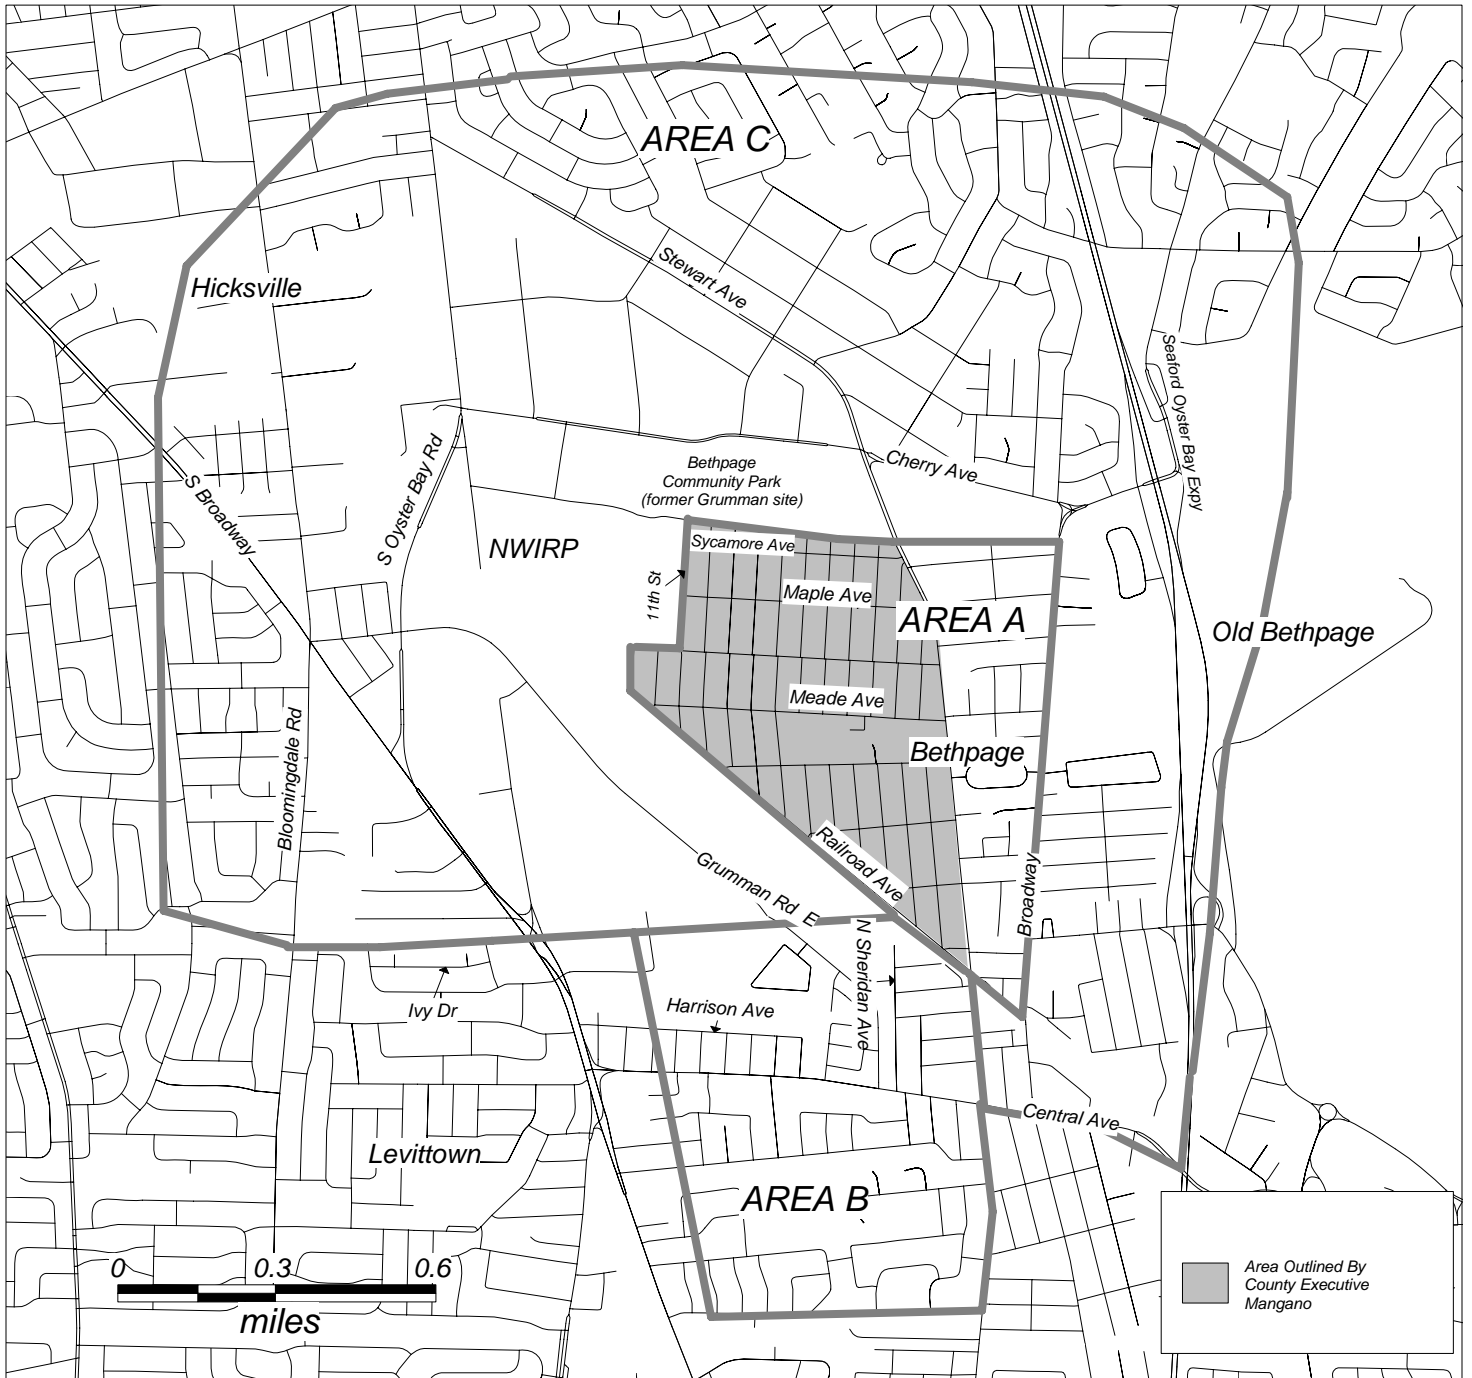 AREA C
Stewart Ave
Hicksville
Seaford Oyster Bay Expy
S Oyster Bay Rd
Bethpage
Community Park
(former Grumman site)
Cherry Ave
S Broadway
NWIRP
Sycamore Ave
11th St
Maple Ave
AREA A
Old Bethpage
Meade Ave
Bloomingdale Rd
Bethpage
Railroad Ave
Grumman Rd E
Broadway
N Sheridan Ave
Ivy Dr
Harrison Ave
Central Ave
Levittown
AREA B
0 0.3 0.6
miles
Area Outlined By
County Executive
Mangano